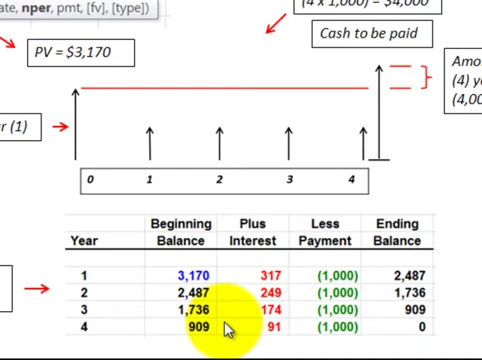 ate, nper, pmt, [fv], [type])
(4 x 1,000) = $4,000
Cash to be paid
PV = $3,170
(4) y
(4,00
r (1)
0 1 2 3 4
Beginning Plus Less Ending
Year Balance Interest Payment Balance
1 3,170 317 (1,000) 2,487
2 2,487 249 (1,000) 1,736
3 1,736 174 (1,000) 909
4 909 91 (1,000) 0